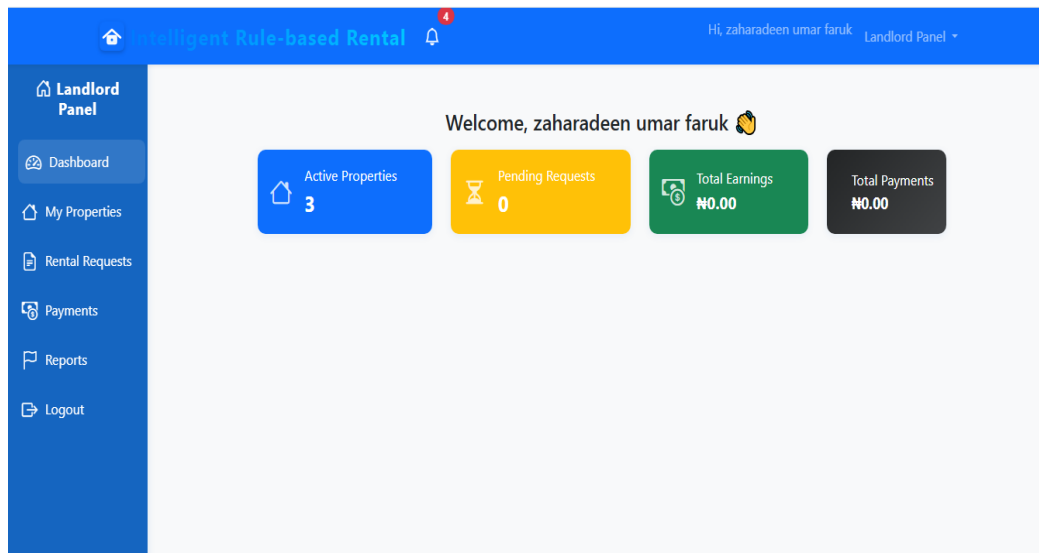 4
Intelligent Rule-based Rental
Hi, zaharadeen umar faruk
Landlord Panel
Landlord
Panel
Dashboard
My Properties
Rental Requests
Payments
Reports
Logout
Welcome, zaharadeen umar faruk 👋
Active Properties
3
Pending Requests
0
Total Earnings
₦0.00
Total Payments
₦0.00